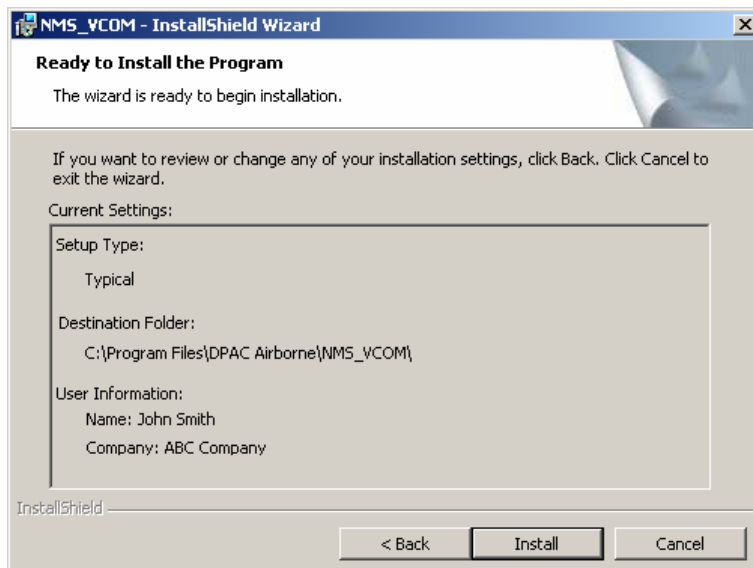 NMS_VCOM - InstallShield Wizard
Ready to Install the Program
The wizard is ready to begin installation.
If you want to review or change any of your installation settings, click Back. Click Cancel to
exit the wizard.
Current Settings:
Setup Type:
Typical
Destination Folder:
C:\Program Files\DPAC Airborne\NMS_VCOM\
User Information:
Name: John Smith
Company: ABC Company
InstallShield
< Back Install Cancel